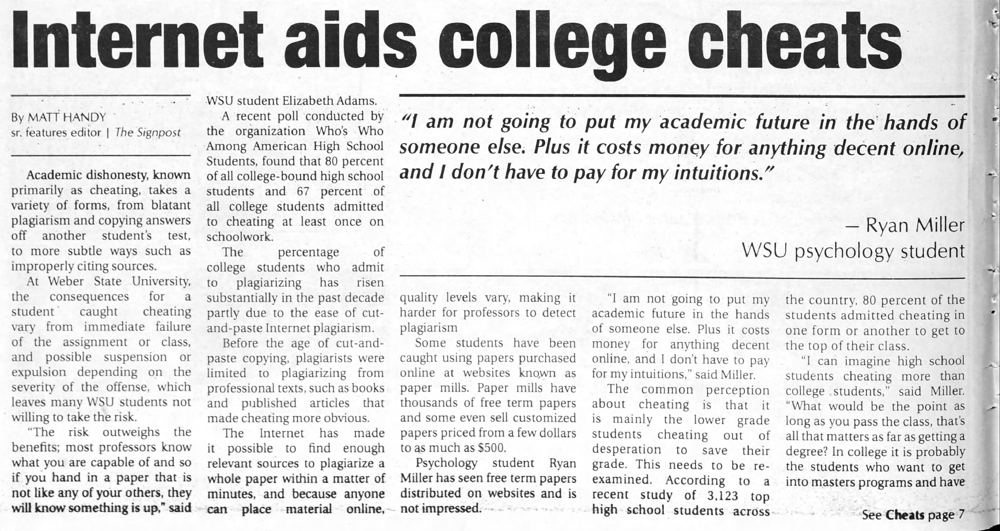 Internet aids college cheats
By MATT HANDY
sr. features editor | The Signpost
Academic dishonesty, known
primarily as cheating, takes a
variety of forms, from blatant
plagiarism and copying answers
off another student's test,
to more subtle ways such as
improperly citing sources.
At Weber State University,
the consequences for a
student caught cheating
vary from immediate failure
of the assignment or class,
and possible suspension or
expulsion depending on the
severity of the offense, which
leaves many WSU students not
willing to take the risk.
"The risk outweighs the
benefits; most professors know
what you are capable of and so
if you hand in a paper that is
not like any of your others, they
will know something is up," said
WSU student Elizabeth Adams.
A recent poll conducted by
the organization Who's Who
Among American High School
Students, found that 80 percent
of all college-bound high school
students and 67 percent of
all college students admitted
to cheating at least once on
schoolwork.
The percentage of
college students who admit
to plagiarizing has risen
substantially in the past decade
partly due to the ease of cut-
and-paste Internet plagiarism.
Before the age of cut-and-
paste copying, plagiarists were
limited to plagiarizing from
professional texts, such as books
and published articles that
made cheating more obvious.
The Internet has made
it possible to find enough
relevant sources to plagiarize a
whole paper within a matter of
minutes, and because anyone
can place material online,
"I am not going to put my academic future in the hands of
someone else. Plus it costs money for anything decent online,
and I don't have to pay for my intuitions."
— Ryan Miller
WSU psychology student
quality levels vary, making it
harder for professors to detect
plagiarism
Some students have been
caught using papers purchased
online at websites known as
paper mills. Paper mills have
thousands of free term papers
and some even sell customized
papers priced from a few dollars
to as much as $500.
Psychology student Ryan
Miller has seen free term papers
distributed on websites and is
not impressed.
"I am not going to put my
academic future in the hands
of someone else. Plus it costs
money for anything decent
online, and I don't have to pay
for my intuitions," said Miller.
The common perception
about cheating is that it
is mainly the lower grade
students cheating out of
desperation to save their
grade. This needs to be re-
examined. According to a
recent study of 3,123 top
high school students across
the country, 80 percent of the
students admitted cheating in
one form or another to get to
the top of their class.
"I can imagine high school
students cheating more than
college students," said Miller.
"What would be the point as
long as you pass the class, that's
all that matters as far as getting a
degree? In college it is probably
the students who want to get
into masters programs and have
See Cheats page 7